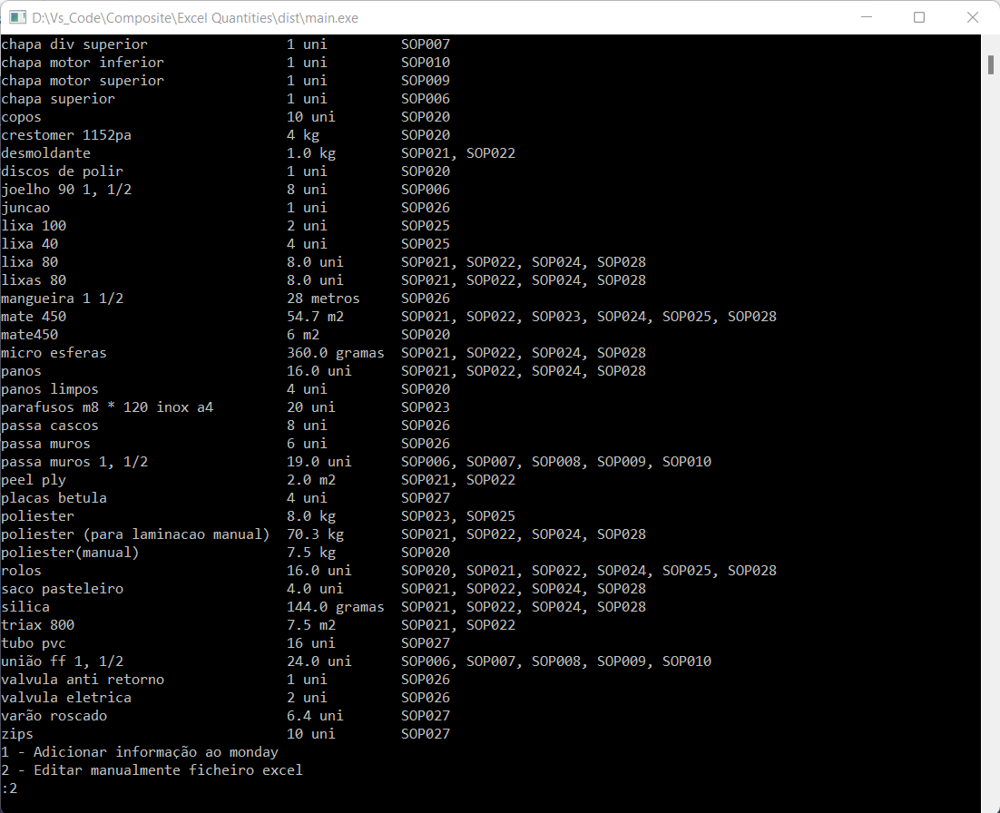 D:\Vs_Code\Composite\Excel Quantities\dist\main.exe
chapa div superior 1 uni SOP007
chapa motor inferior 1 uni SOP010
chapa motor superior 1 uni SOP009
chapa superior 1 uni SOP006
copos 10 uni SOP020
crestomer 1152pa 4 kg SOP020
desmoldante 1.0 kg SOP021, SOP022
discos de polir 1 uni SOP020
joelho 90 1, 1/2 8 uni SOP006
juncao 1 uni SOP026
lixa 100 2 uni SOP025
lixa 40 4 uni SOP025
lixa 80 8.0 uni SOP021, SOP022, SOP024, SOP028
lixas 80 8.0 uni SOP021, SOP022, SOP024, SOP028
mangueira 1 1/2 28 metros SOP026
mate 450 54.7 m2 SOP021, SOP022, SOP023, SOP024, SOP025, SOP028
mate450 6 m2 SOP020
micro esferas 360.0 gramas SOP021, SOP022, SOP024, SOP028
panos 16.0 uni SOP021, SOP022, SOP024, SOP028
panos limpos 4 uni SOP020
parafusos m8 * 120 inox a4 20 uni SOP023
passa cascos 8 uni SOP026
passa muros 6 uni SOP026
passa muros 1, 1/2 19.0 uni SOP006, SOP007, SOP008, SOP009, SOP010
peel ply 2.0 m2 SOP021, SOP022
placas betula 4 uni SOP027
poliester 8.0 kg SOP023, SOP025
poliester (para laminacao manual) 70.3 kg SOP021, SOP022, SOP024, SOP028
poliester(manual) 7.5 kg SOP020
rolos 16.0 uni SOP020, SOP021, SOP022, SOP024, SOP025, SOP028
saco pasteleiro 4.0 uni SOP021, SOP022, SOP024, SOP028
silica 144.0 gramas SOP021, SOP022, SOP024, SOP028
triax 800 7.5 m2 SOP021, SOP022
tubo pvc 16 uni SOP027
união ff 1, 1/2 24.0 uni SOP006, SOP007, SOP008, SOP009, SOP010
valvula anti retorno 1 uni SOP026
valvula eletrica 2 uni SOP026
varão roscado 6.4 uni SOP027
zips 10 uni SOP027
1 - Adicionar informação ao monday
2 - Editar manualmente ficheiro excel
:2